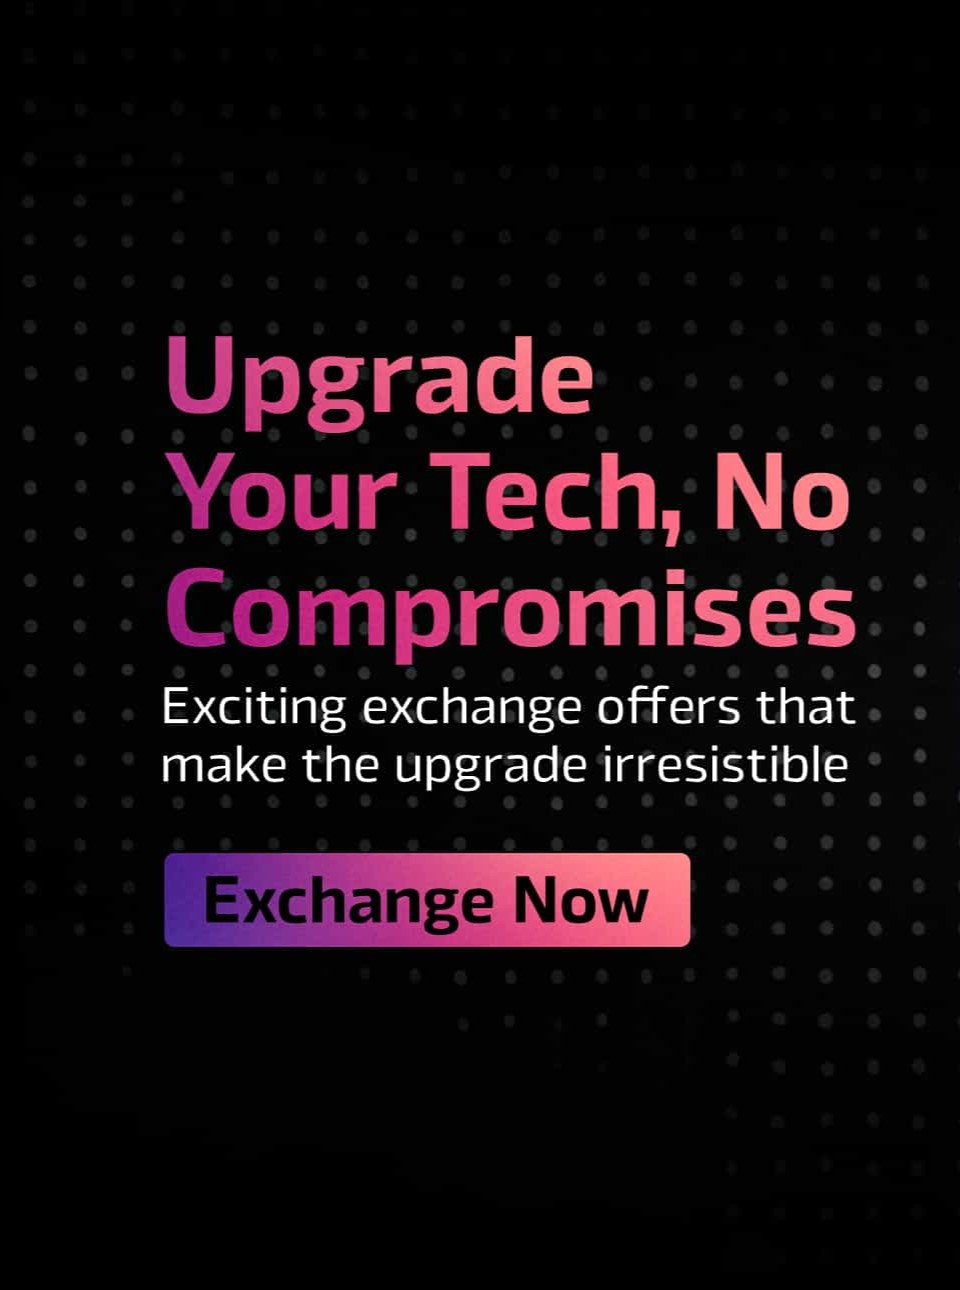 Upgrade
Your Tech, No
Compromises
Exciting exchange offers that
make the upgrade irresistible
Exchange Now